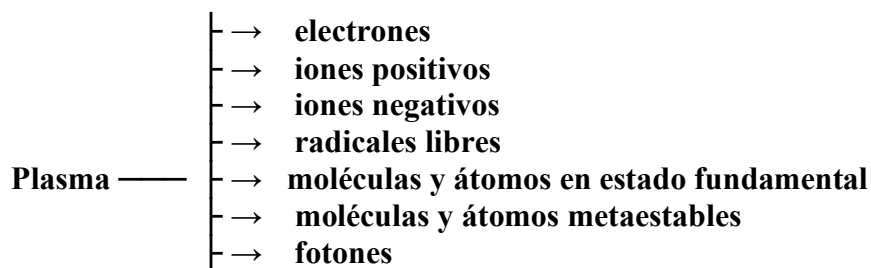 → electrones
→ iones positivos
→ iones negativos
→ radicales libres
Plasma → moléculas y átomos en estado fundamental
→ moléculas y átomos metaestables
→ fotones